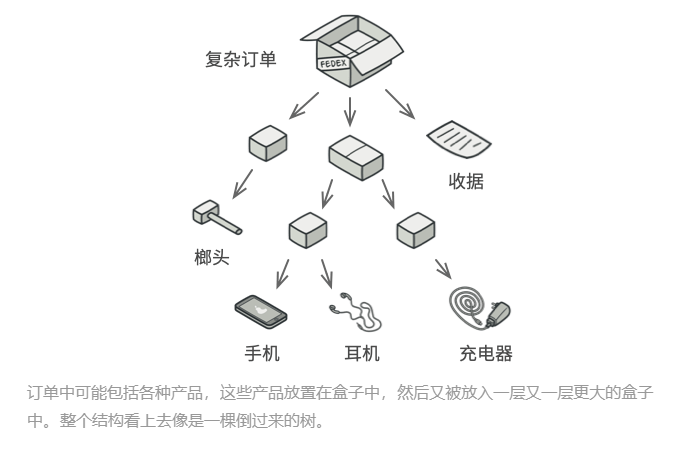 复杂订单
FEDEX
收据
榔头
手机
耳机
充电器
订单中可能包括各种产品，这些产品放置在盒子中，然后又被放入一层又一层更大的盒子
中。整个结构看上去像是一棵倒过来的树。